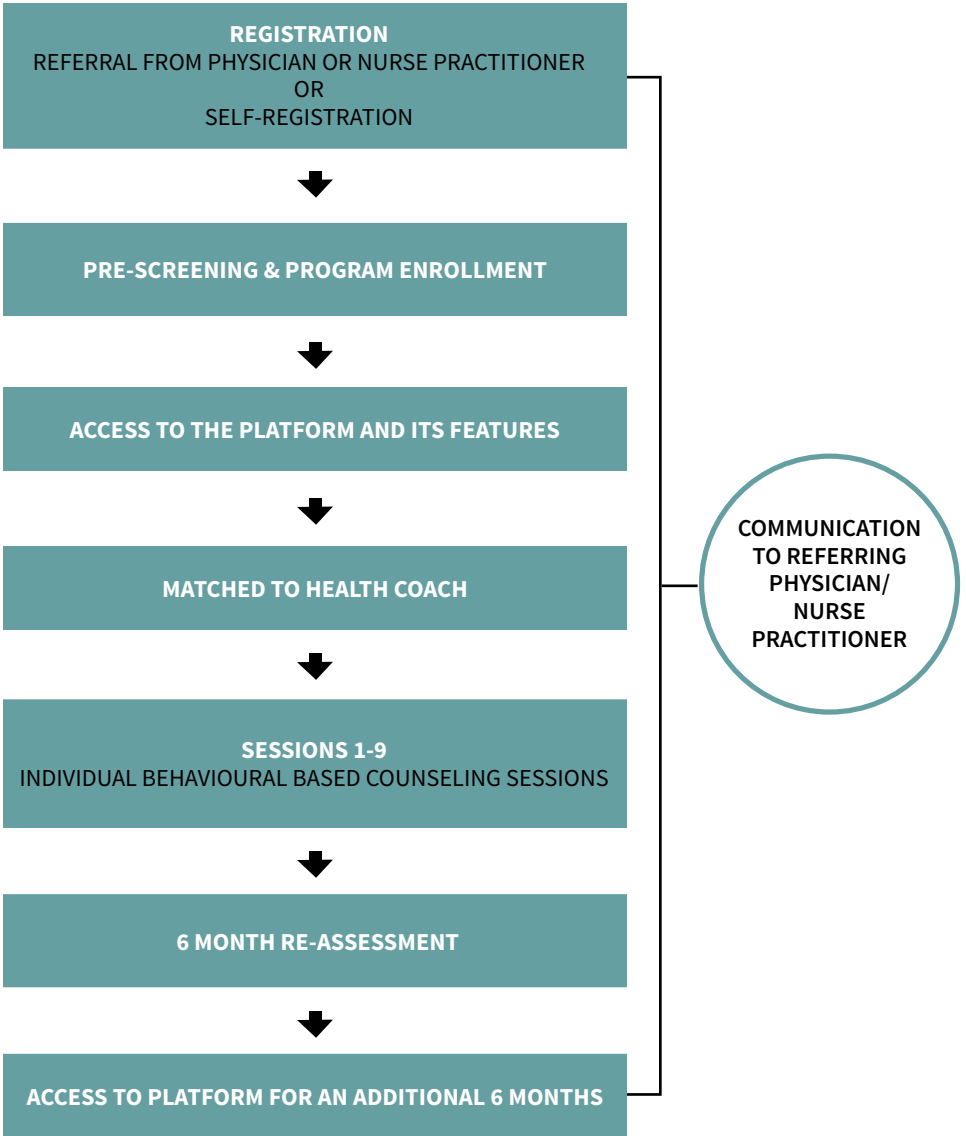 REGISTRATION
REFERRAL FROM PHYSICIAN OR NURSE PRACTITIONER
OR
SELF-REGISTRATION
PRE-SCREENING & PROGRAM ENROLLMENT
ACCESS TO THE PLATFORM AND ITS FEATURES
MATCHED TO HEALTH COACH
SESSIONS 1-9
INDIVIDUAL BEHAVIOURAL BASED COUNSELING SESSIONS
6 MONTH RE-ASSESSMENT
ACCESS TO PLATFORM FOR AN ADDITIONAL 6 MONTHS
COMMUNICATION
TO REFERRING
PHYSICIAN/
NURSE
PRACTITIONER